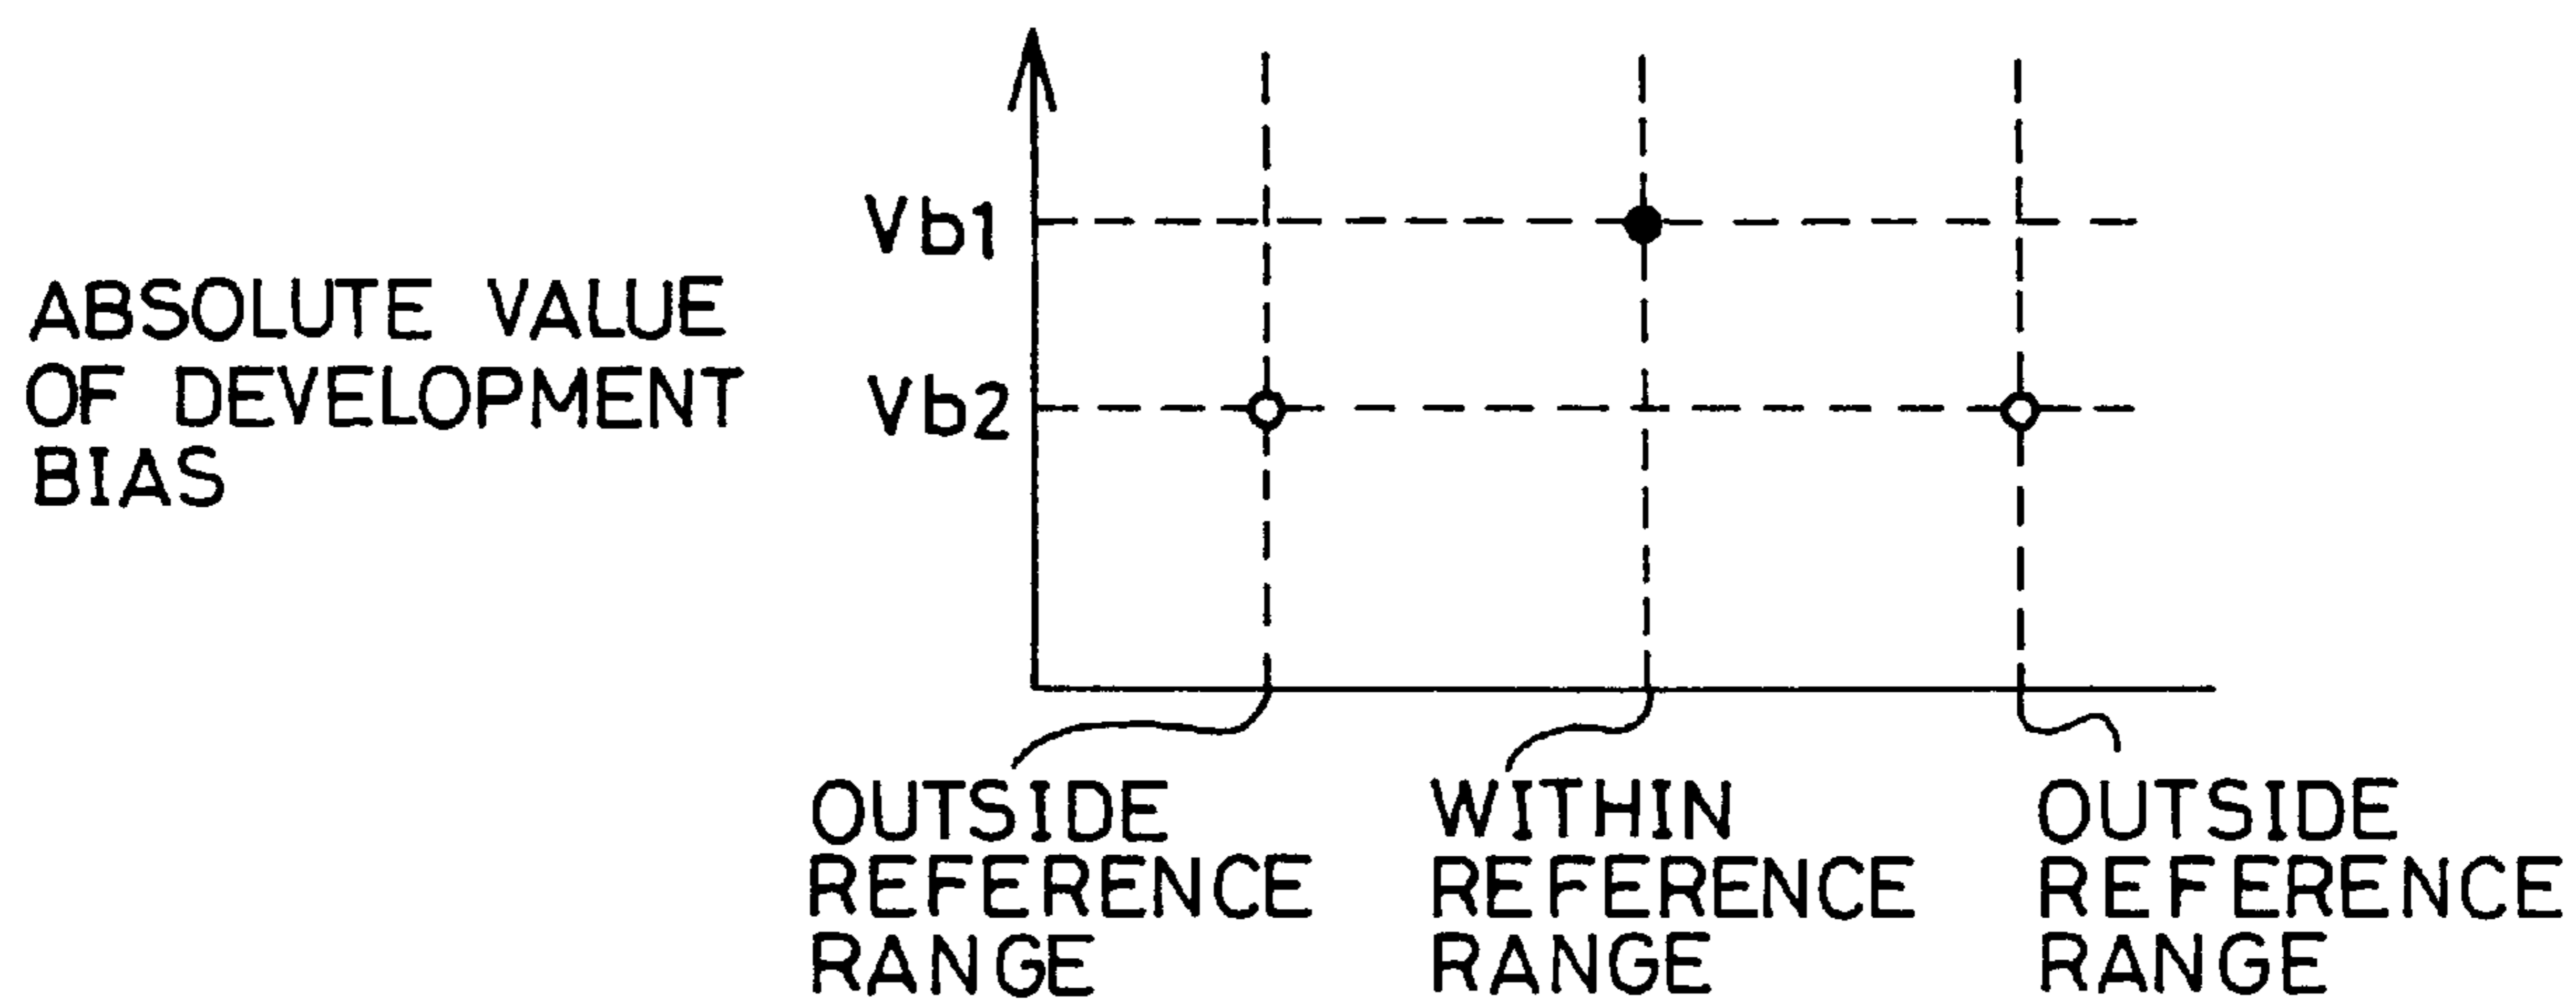 Vb1
ABSOLUTE VALUE
OF DEVELOPMENT
BIAS
Vb2
OUTSIDE
REFERENCE
RANGE
WITHIN
REFERENCE
RANGE
OUTSIDE
REFERENCE
RANGE